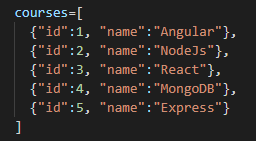 courses=[
{"id":1, "name":"Angular"},
{"id":2, "name":"NodeJs"},
{"id":3, "name":"React"},
{"id":4, "name":"MongoDB"},
{"id":5, "name":"Express"}
]